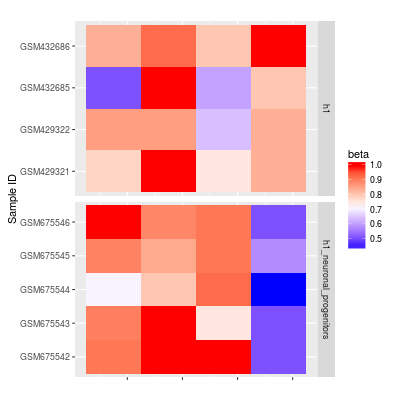 GSM432686
GSM432685
GSM429322
GSM429321
h1
GSM675546
GSM675545
GSM675544
GSM675543
GSM675542
h1_neuronal_progenitors
Sample ID
beta
1.0
0.9
0.8
0.7
0.6
0.5